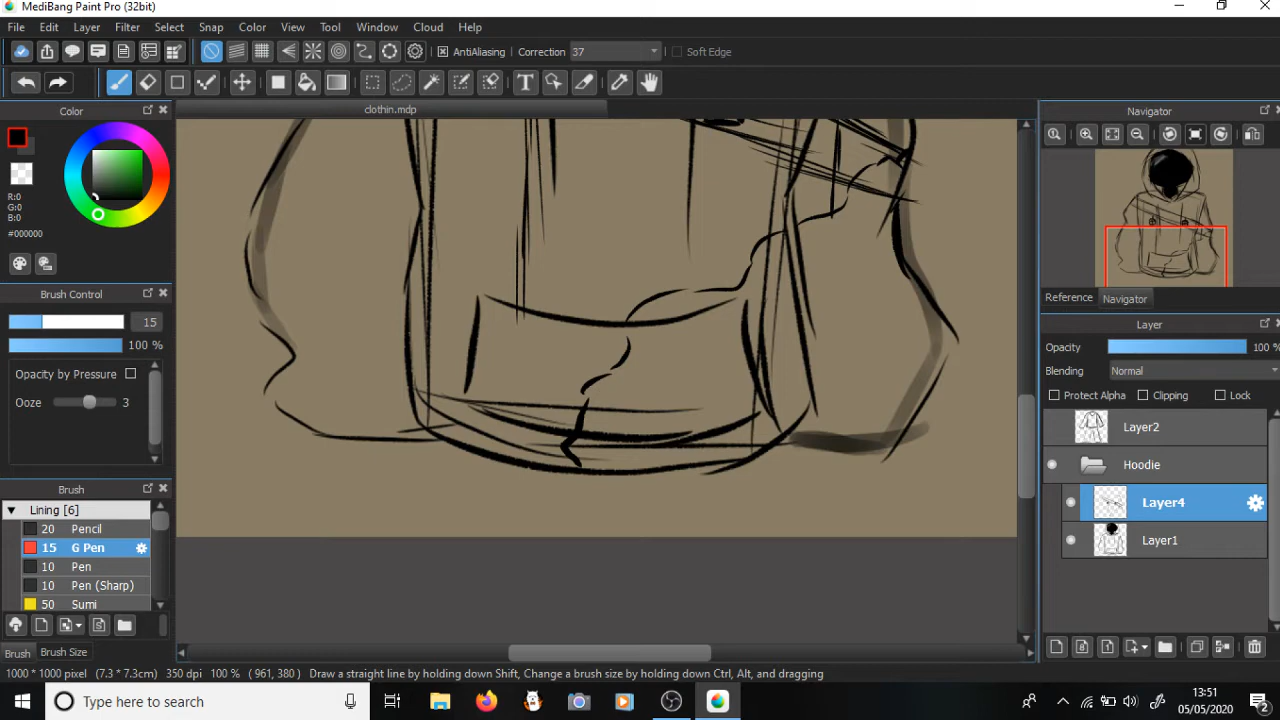 MediBang Paint Pro (32bit)
File Edit Layer Filter Select Snap Color View Tool Window Cloud Help
AntiAliasing Correction 37 Soft Edge
T
Color
clothin.mdp
Navigator
R:0
G:0
B:0
#000000
Brush Control
15
100 %
Opacity by Pressure
Ooze 3
Reference Navigator
Layer
Opacity 100 %
Blending Normal
Protect Alpha Clipping Lock
Layer2
Hoodie
Layer4
Layer1
Brush
Lining [6]
20 Pencil
15 G Pen
10 Pen
10 Pen (Sharp)
50 Sumi
Brush Brush Size
1000 * 1000 pixel (7.3 * 7.3cm) 350 dpi 100 % ( 961, 380 ) Draw a straight line by holding down Shift, Change a brush size by holding down Ctrl, Alt, and dragging
Type here to search
13:51
05/05/2020
2